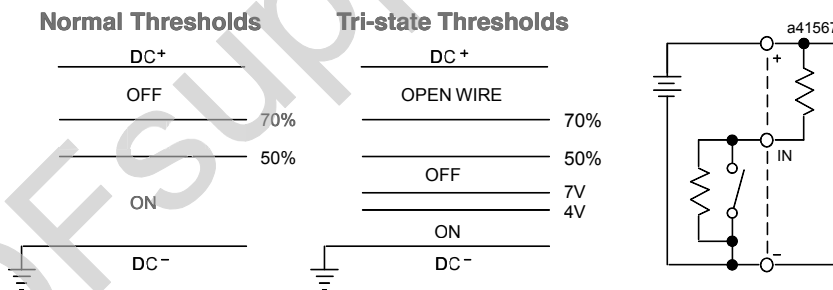 Normal Thresholds
DC+
OFF
70%
50%
ON
DC-
Tri-state Thresholds
DC+
OPEN WIRE
70%
50%
OFF
7V
4V
ON
DC-
a41567
+
IN
-